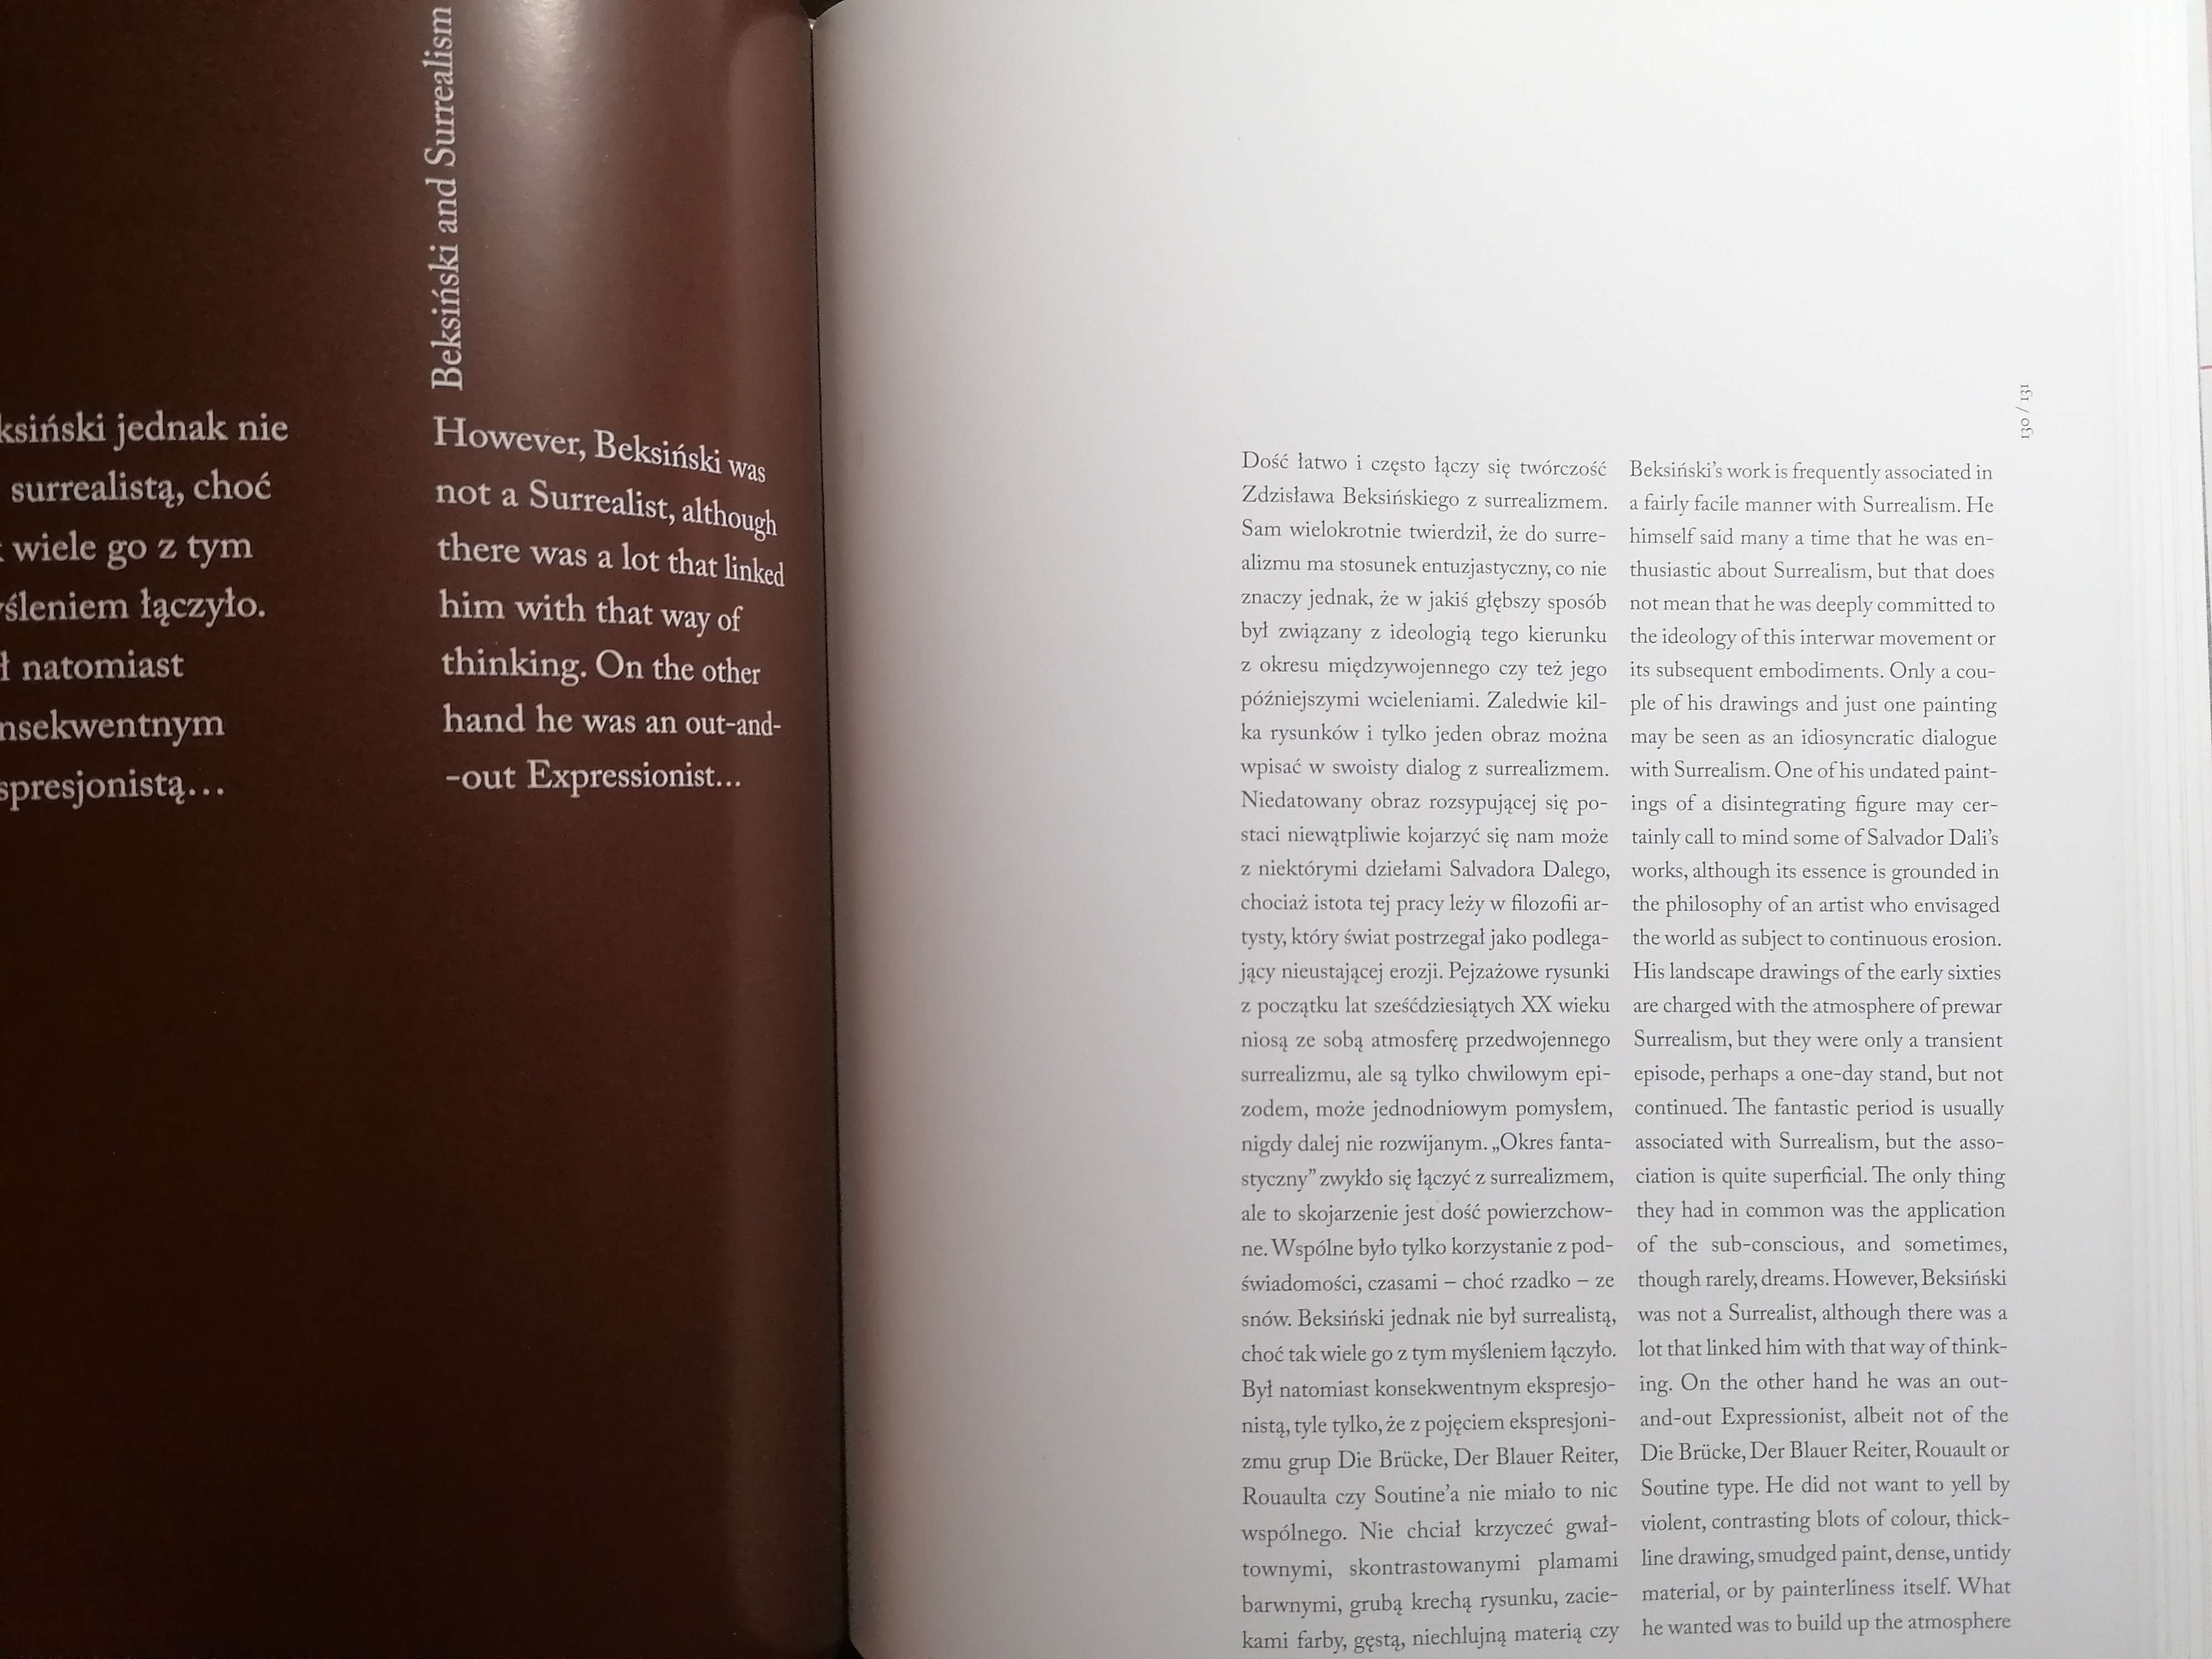 ksiński jednak nie
surrealistą, choć
wiele go z tym
śleniem łączyło.
ł natomiast
nsekwentnym
spresjonistą...
Beksiński and Surrealism
However, Beksiński was
not a Surrealist, although
there was a lot that linked
him with that way of
thinking. On the other
hand he was an out-and-
-out Expressionist...
130 / 131
Dość łatwo i często łączy się twórczość
Zdzisława Beksińskiego z surrealizmem.
Sam wielokrotnie twierdził, że do surre-
alizmu ma stosunek entuzjastyczny, co nie
znaczy jednak, że w jakiś głębszy sposób
był związany z ideologią tego kierunku
z okresu międzywojennego czy też jego
późniejszymi wcieleniami. Zaledwie kil-
ka rysunków i tylko jeden obraz można
wpisać w swoisty dialog z surrealizmem.
Niedatowany obraz rozsypującej się po-
staci niewątpliwie kojarzyć się nam może
z niektórymi dziełami Salvadora Dalego,
chociaż istota tej pracy leży w filozofii ar-
tysty, który świat postrzegał jako podlega-
jący nieustającej erozji. Pejzażowe rysunki
z początku lat sześćdziesiątych XX wieku
niosą ze sobą atmosferę przedwojennego
surrealizmu, ale są tylko chwilowym epi-
zodem, może jednodniowym pomysłem,
nigdy dalej nie rozwijanym. „Okres fanta-
styczny” zwykło się łączyć z surrealizmem,
ale to skojarzenie jest dość powierzchow-
ne. Wspólne było tylko korzystanie z pod-
świadomości, czasami – choć rzadko – ze
snów. Beksiński jednak nie był surrealistą,
choć tak wiele go z tym myśleniem łączyło.
Był natomiast konsekwentnym ekspresjo-
nistą, tyle tylko, że z pojęciem ekspresjoni-
zmu grup Die Brücke, Der Blauer Reiter,
Rouaulta czy Soutine’a nie miało to nic
wspólnego. Nie chciał krzyczeć gwał-
townymi, skontrastowanymi plamami
barwnymi, grubą krechą rysunku, zacie-
kami farby, gęstą, niechlujną materią czy
Beksiński’s work is frequently associated in
a fairly facile manner with Surrealism. He
himself said many a time that he was en-
thusiastic about Surrealism, but that does
not mean that he was deeply committed to
the ideology of this interwar movement or
its subsequent embodiments. Only a cou-
ple of his drawings and just one painting
may be seen as an idiosyncratic dialogue
with Surrealism. One of his undated paint-
ings of a disintegrating figure may cer-
tainly call to mind some of Salvador Dali’s
works, although its essence is grounded in
the philosophy of an artist who envisaged
the world as subject to continuous erosion.
His landscape drawings of the early sixties
are charged with the atmosphere of prewar
Surrealism, but they were only a transient
episode, perhaps a one-day stand, but not
continued. The fantastic period is usually
associated with Surrealism, but the asso-
ciation is quite superficial. The only thing
they had in common was the application
of the sub-conscious, and sometimes,
though rarely, dreams. However, Beksiński
was not a Surrealist, although there was a
lot that linked him with that way of think-
ing. On the other hand he was an out-
and-out Expressionist, albeit not of the
Die Brücke, Der Blauer Reiter, Rouault or
Soutine type. He did not want to yell by
violent, contrasting blots of colour, thick-
line drawing, smudged paint, dense, untidy
material, or by painterliness itself. What
he wanted was to build up the atmosphere